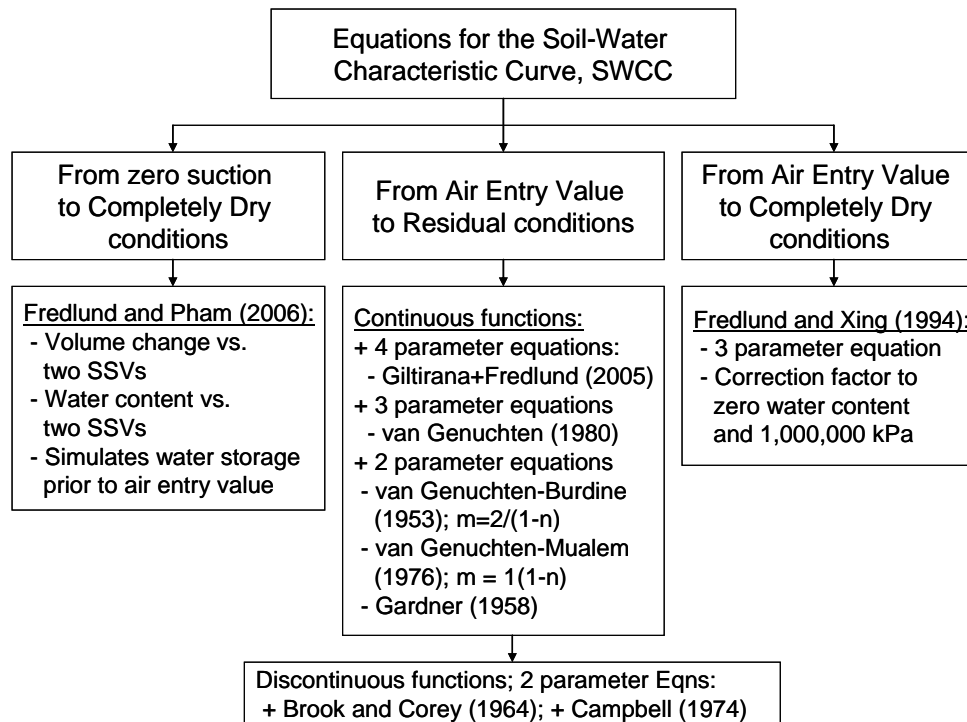 Equations for the Soil-Water
Characteristic Curve, SWCC
From zero suction
to Completely Dry
conditions
From Air Entry Value
to Residual conditions
From Air Entry Value
to Completely Dry
conditions
Fredlund and Pham (2006):
- Volume change vs.
two SSVs
- Water content vs.
two SSVs
- Simulates water storage
prior to air entry value
Continuous functions:
+ 4 parameter equations:
- Giltirana+Fredlund (2005)
+ 3 parameter equations
- van Genuchten (1980)
+ 2 parameter equations
- van Genuchten-Burdine
(1953); m=2/(1-n)
- van Genuchten-Mualem
(1976); m = 1(1-n)
- Gardner (1958)
Fredlund and Xing (1994):
- 3 parameter equation
- Correction factor to
zero water content
and 1,000,000 kPa
Discontinuous functions; 2 parameter Eqns:
+ Brook and Corey (1964); + Campbell (1974)